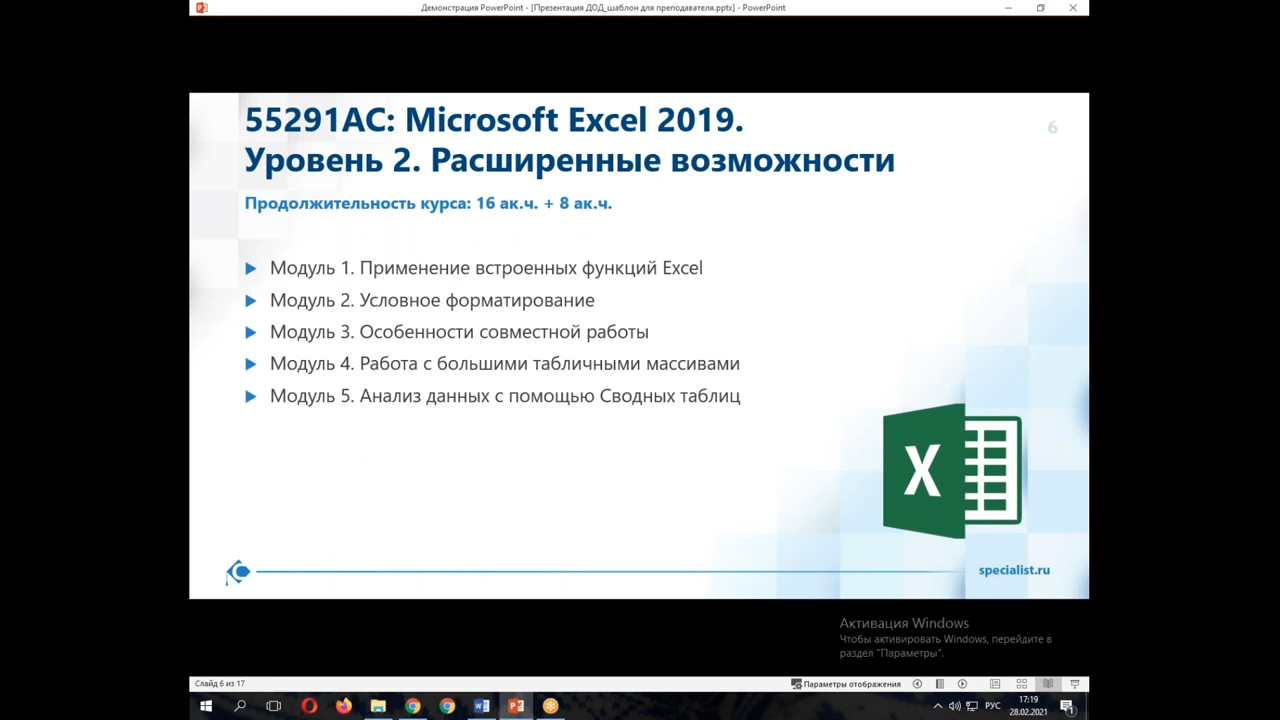 Демонстрация PowerPoint - [Презентация ДОД_шаблон для преподавателя.pptx] - PowerPoint
55291AC: Microsoft Excel 2019.
6
Уровень 2. Расширенные возможности
Продолжительность курса: 16 ак.ч. + 8 ак.ч.
Модуль 1. Применение встроенных функций Excel
Модуль 2. Условное форматирование
Модуль 3. Особенности совместной работы
Модуль 4. Работа с большими табличными массивами
Модуль 5. Анализ данных с помощью Сводных таблиц
X
specialist.ru
Активация Windows
Чтобы активировать Windows, перейдите в
раздел "Параметры".
Слайд 6 из 17
Параметры отображения
РУС
17:19
28.02.2021
1